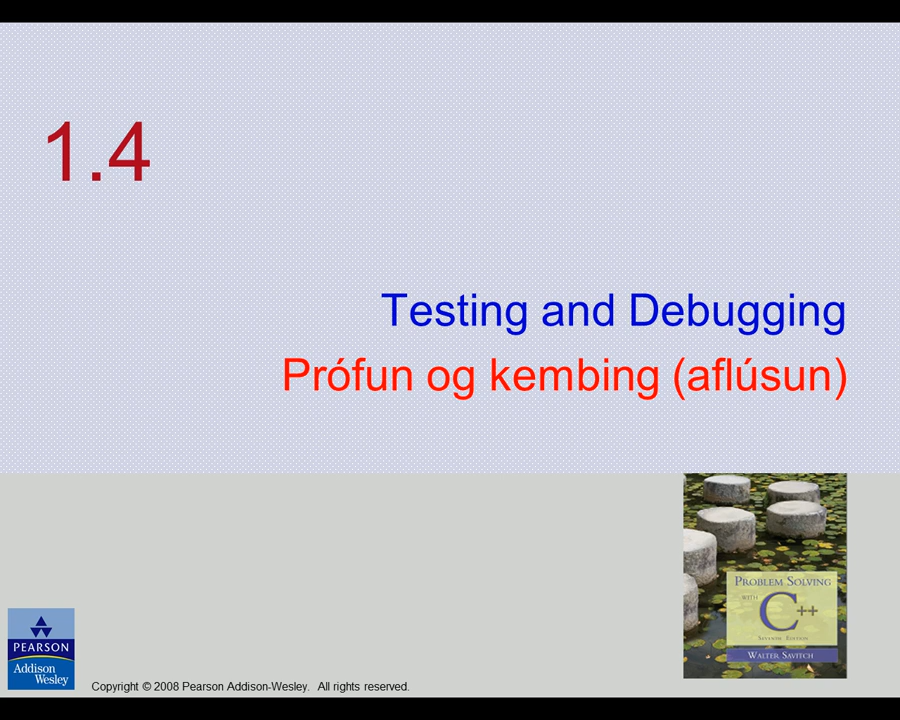 1.4
Testing and Debugging
Prófun og kembing (aflúsun)
PROBLEM SOLVING
WITH
C++
SEVENTH EDITION
WALTER SAVITCH
PEARSON
Addison
Wesley
Copyright © 2008 Pearson Addison-Wesley. All rights reserved.